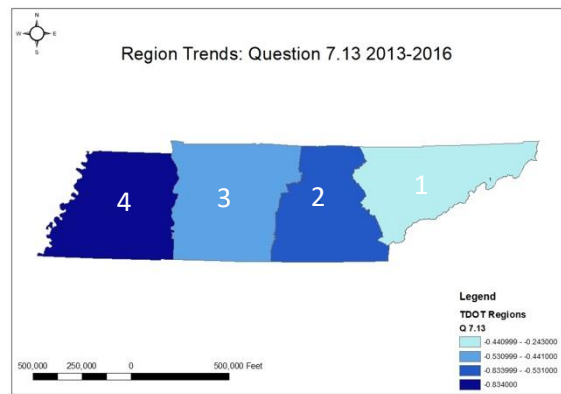 N
W E
S
Region Trends: Question 7.13 2013-2016
4 3 2 1
Legend
TDOT Regions
Q 7.13
-0.440999 - -0.243000
-0.530999 - -0.441000
-0.833999 - -0.531000
-0.834000
500,000 250,000 0 500,000 Feet